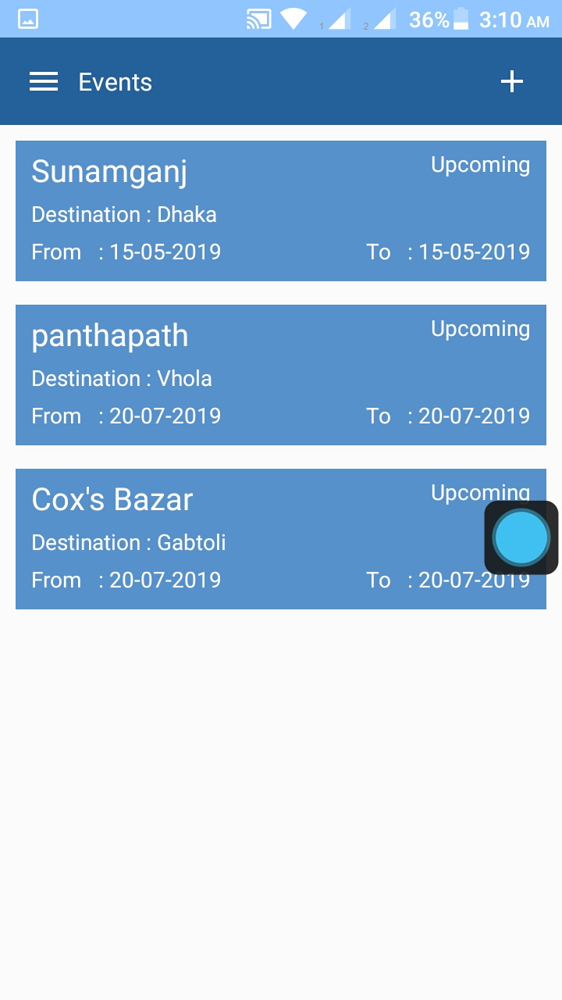 1 2 36% 3:10 AM
Events
Sunamganj Upcoming
Destination : Dhaka
From : 15-05-2019 To : 15-05-2019
panthapath Upcoming
Destination : Vhola
From : 20-07-2019 To : 20-07-2019
Cox's Bazar Upcoming
Destination : Gabtoli
From : 20-07-2019 To : 20-07-2019